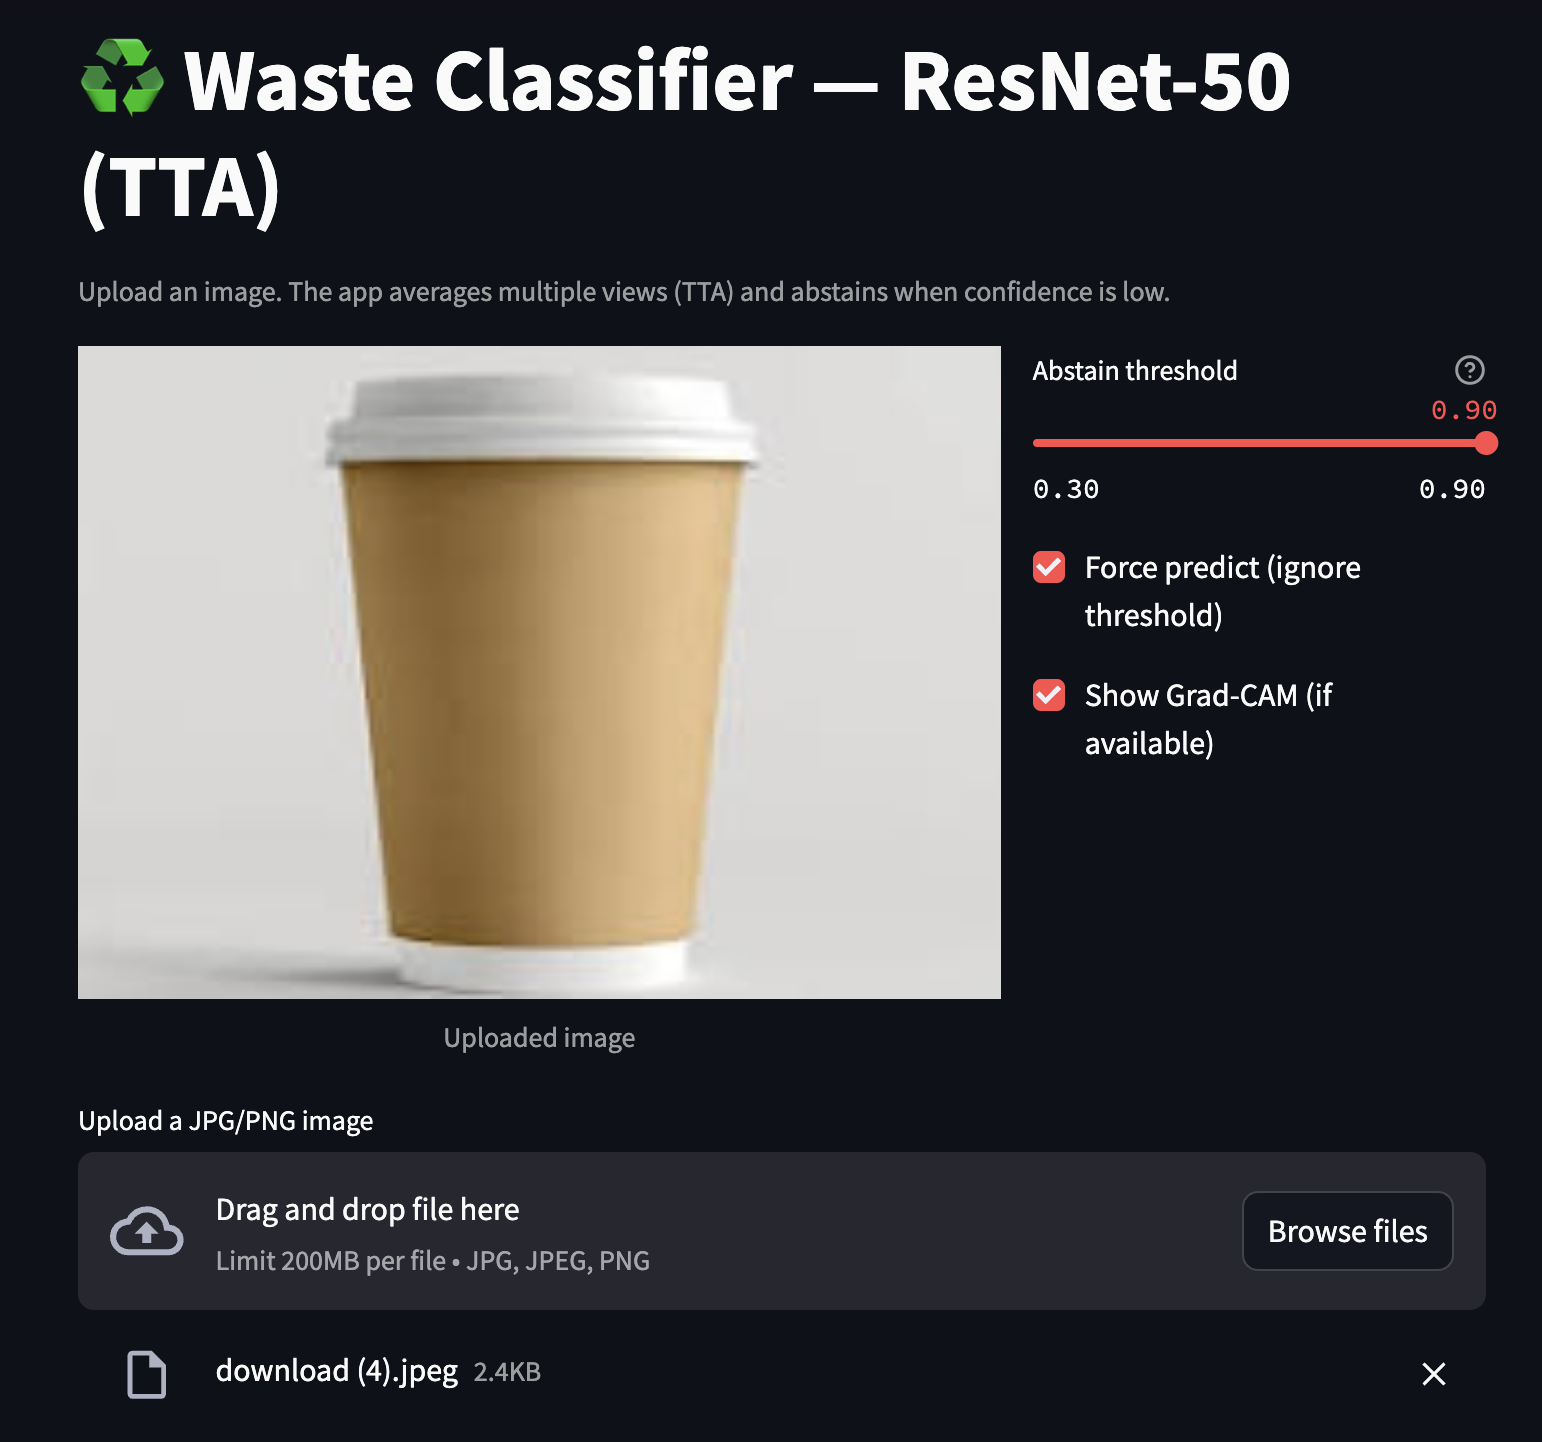 ♻️ Waste Classifier — ResNet-50
(TTA)
Upload an image. The app averages multiple views (TTA) and abstains when confidence is low.
Abstain threshold
0.90
0.30 0.90
Force predict (ignore
threshold)
Show Grad-CAM (if
available)
Uploaded image
Upload a JPG/PNG image
Drag and drop file here
Limit 200MB per file • JPG, JPEG, PNG
Browse files
download (4).jpeg 2.4KB